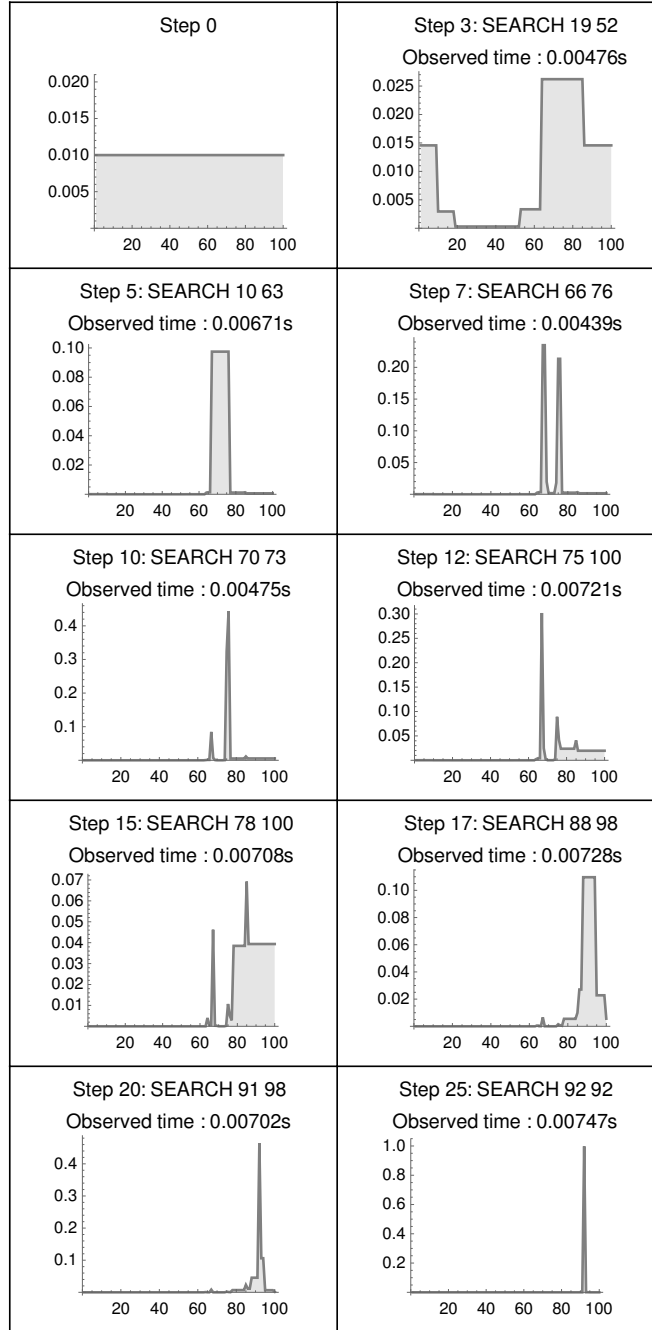 Step 0
0.020
0.015
0.010
0.005
20 40 60 80 100
Step 3: SEARCH 19 52
Observed time : 0.00476s
0.025
0.020
0.015
0.010
0.005
20 40 60 80 100
Step 5: SEARCH 10 63
Observed time : 0.00671s
0.10
0.08
0.06
0.04
0.02
20 40 60 80 100
Step 7: SEARCH 66 76
Observed time : 0.00439s
0.20
0.15
0.10
0.05
20 40 60 80 100
Step 10: SEARCH 70 73
Observed time : 0.00475s
0.4
0.3
0.2
0.1
20 40 60 80 100
Step 12: SEARCH 75 100
Observed time : 0.00721s
0.30
0.25
0.20
0.15
0.10
0.05
20 40 60 80 100
Step 15: SEARCH 78 100
Observed time : 0.00708s
0.07
0.06
0.05
0.04
0.03
0.02
0.01
20 40 60 80 100
Step 17: SEARCH 88 98
Observed time : 0.00728s
0.10
0.08
0.06
0.04
0.02
20 40 60 80 100
Step 20: SEARCH 91 98
Observed time : 0.00702s
0.4
0.3
0.2
0.1
20 40 60 80 100
Step 25: SEARCH 92 92
Observed time : 0.00747s
1.0
0.8
0.6
0.4
0.2
20 40 60 80 100